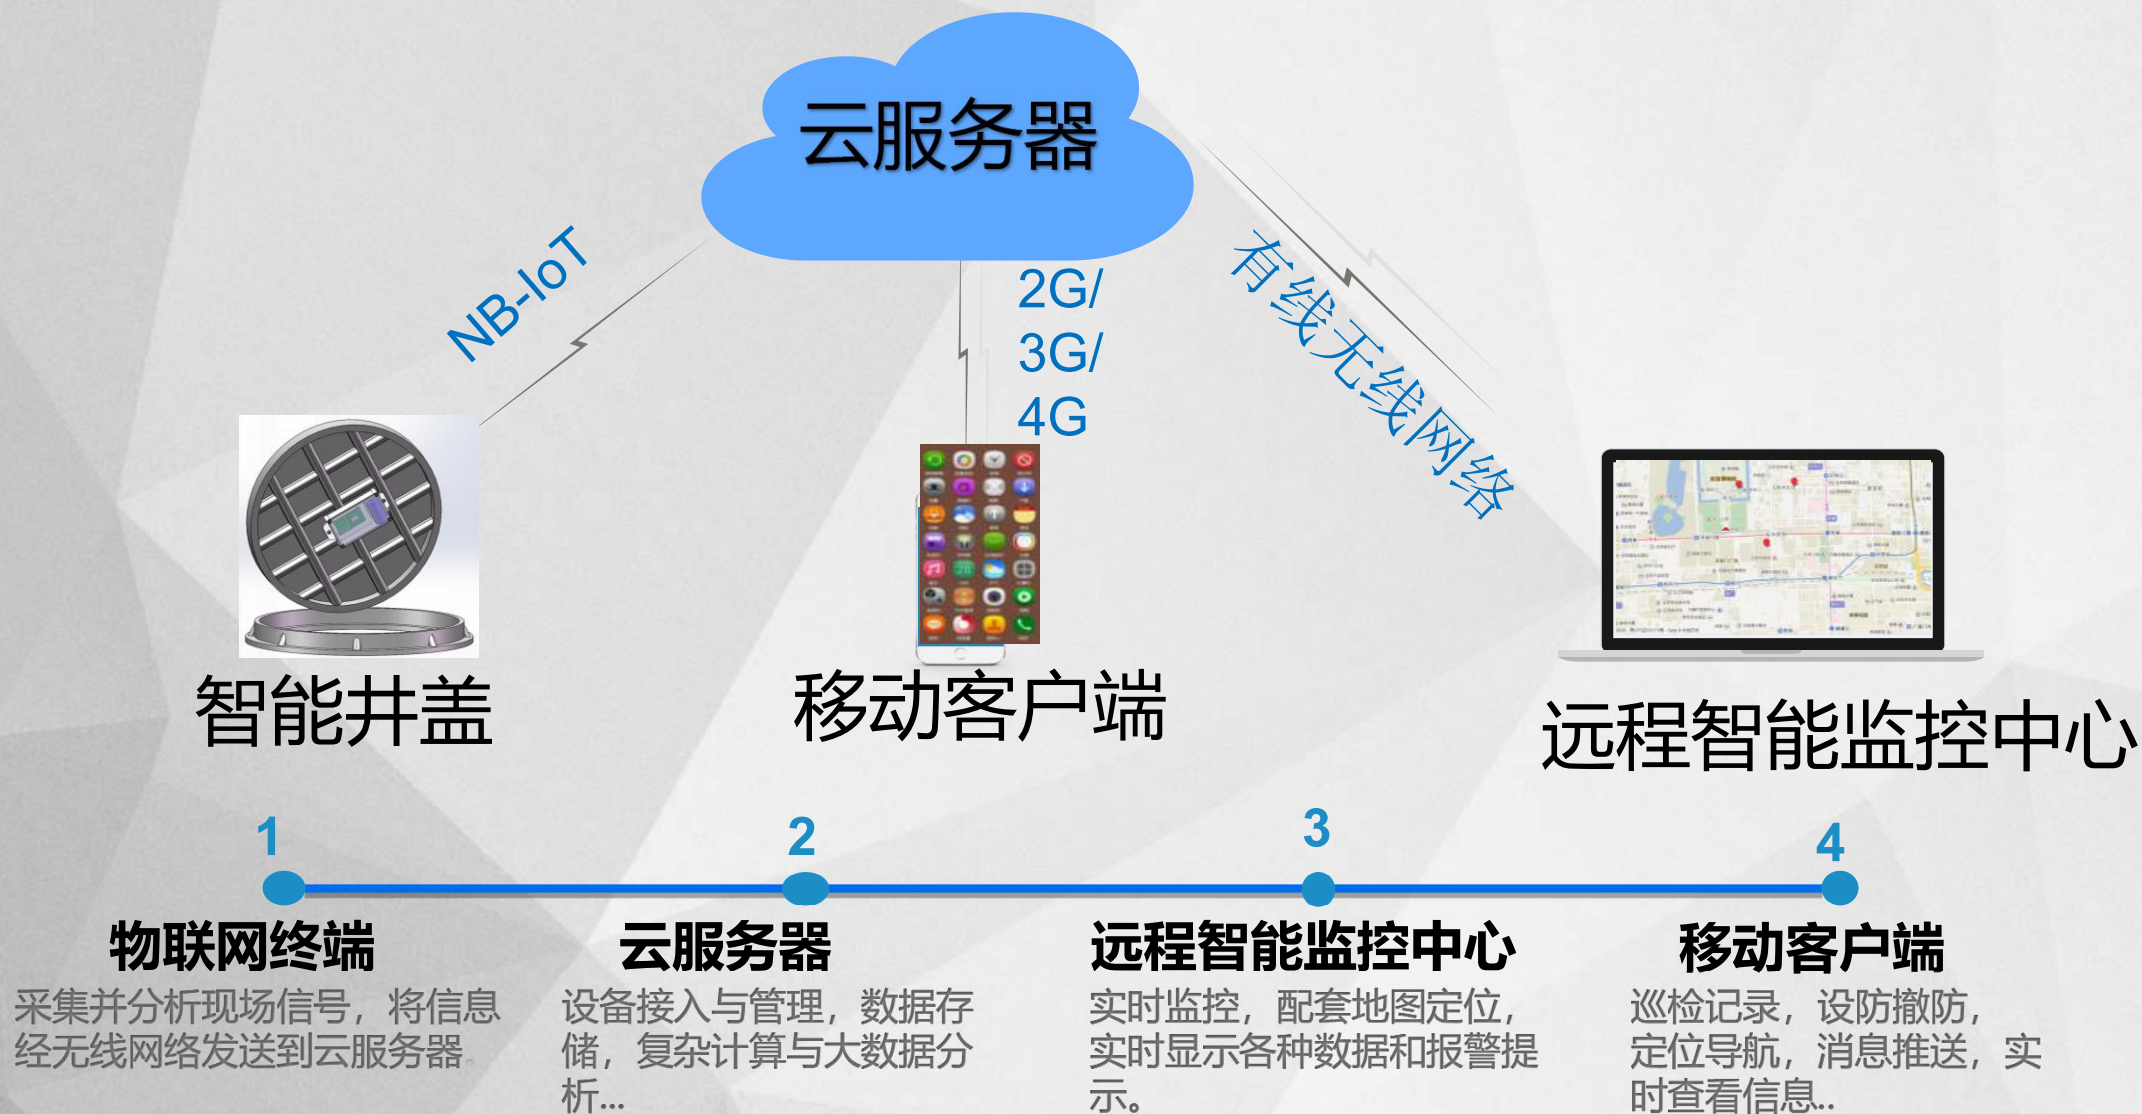 云服务器
NB-IoT
2G/
3G/
4G
有线无线网络
智能井盖
移动客户端
远程智能监控中心
1
2
3
4
物联网终端
采集并分析现场信号，将信息
经无线网络发送到云服务器。
云服务器
设备接入与管理，数据存
储，复杂计算与大数据分
析...
远程智能监控中心
实时监控，配套地图定位，
实时显示各种数据和报警提
示。
移动客户端
巡检记录，设防撤防，
定位导航，消息推送，实
时查看信息..